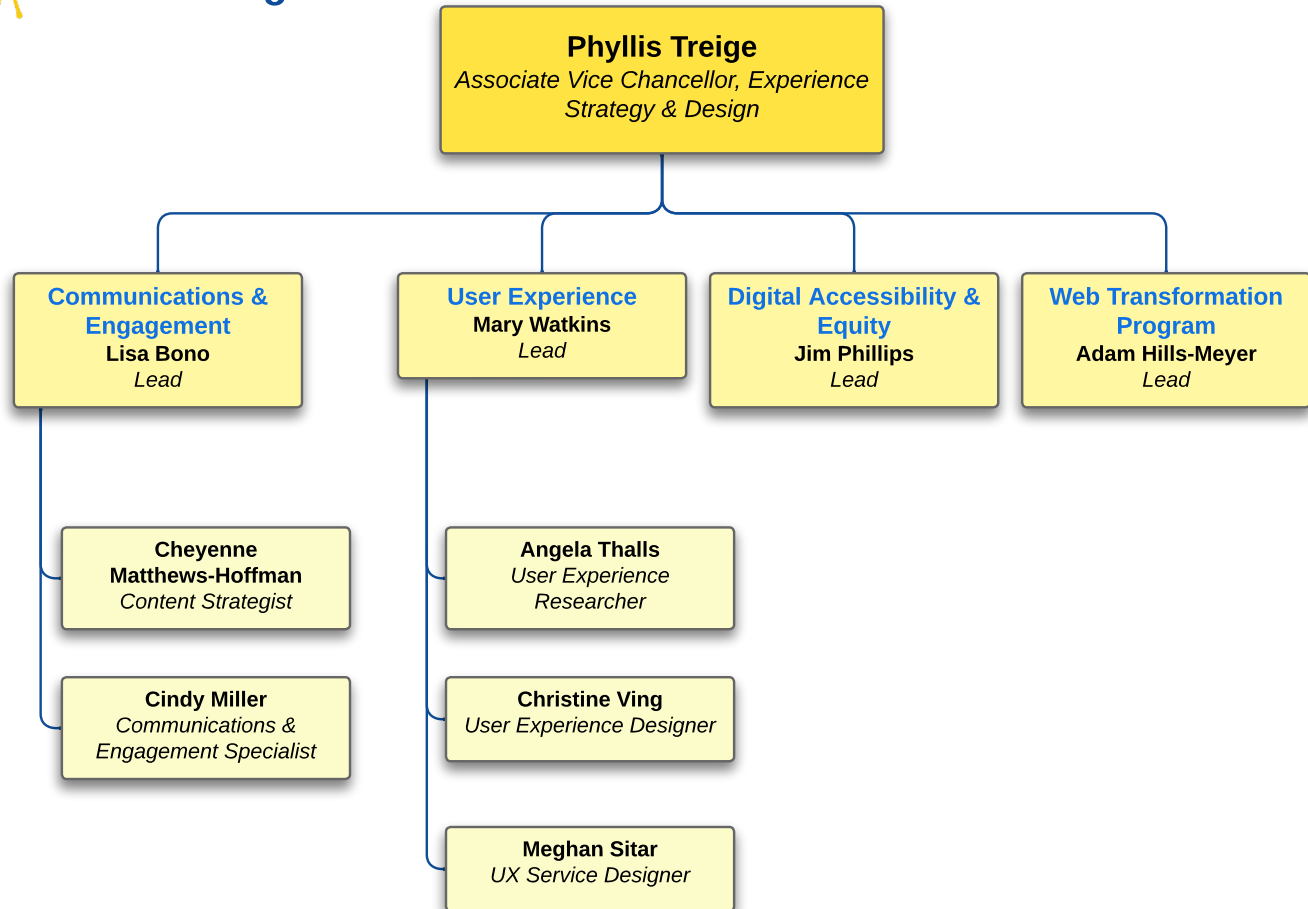 Phyllis Treige
Associate Vice Chancellor, Experience
Strategy & Design
Communications &
Engagement
Lisa Bono
Lead
User Experience
Mary Watkins
Lead
Digital Accessibility &
Equity
Jim Phillips
Lead
Web Transformation
Program
Adam Hills-Meyer
Lead
Cheyenne
Matthews-Hoffman
Content Strategist
Cindy Miller
Communications &
Engagement Specialist
Angela Thalls
User Experience
Researcher
Christine Ving
User Experience Designer
Meghan Sitar
UX Service Designer